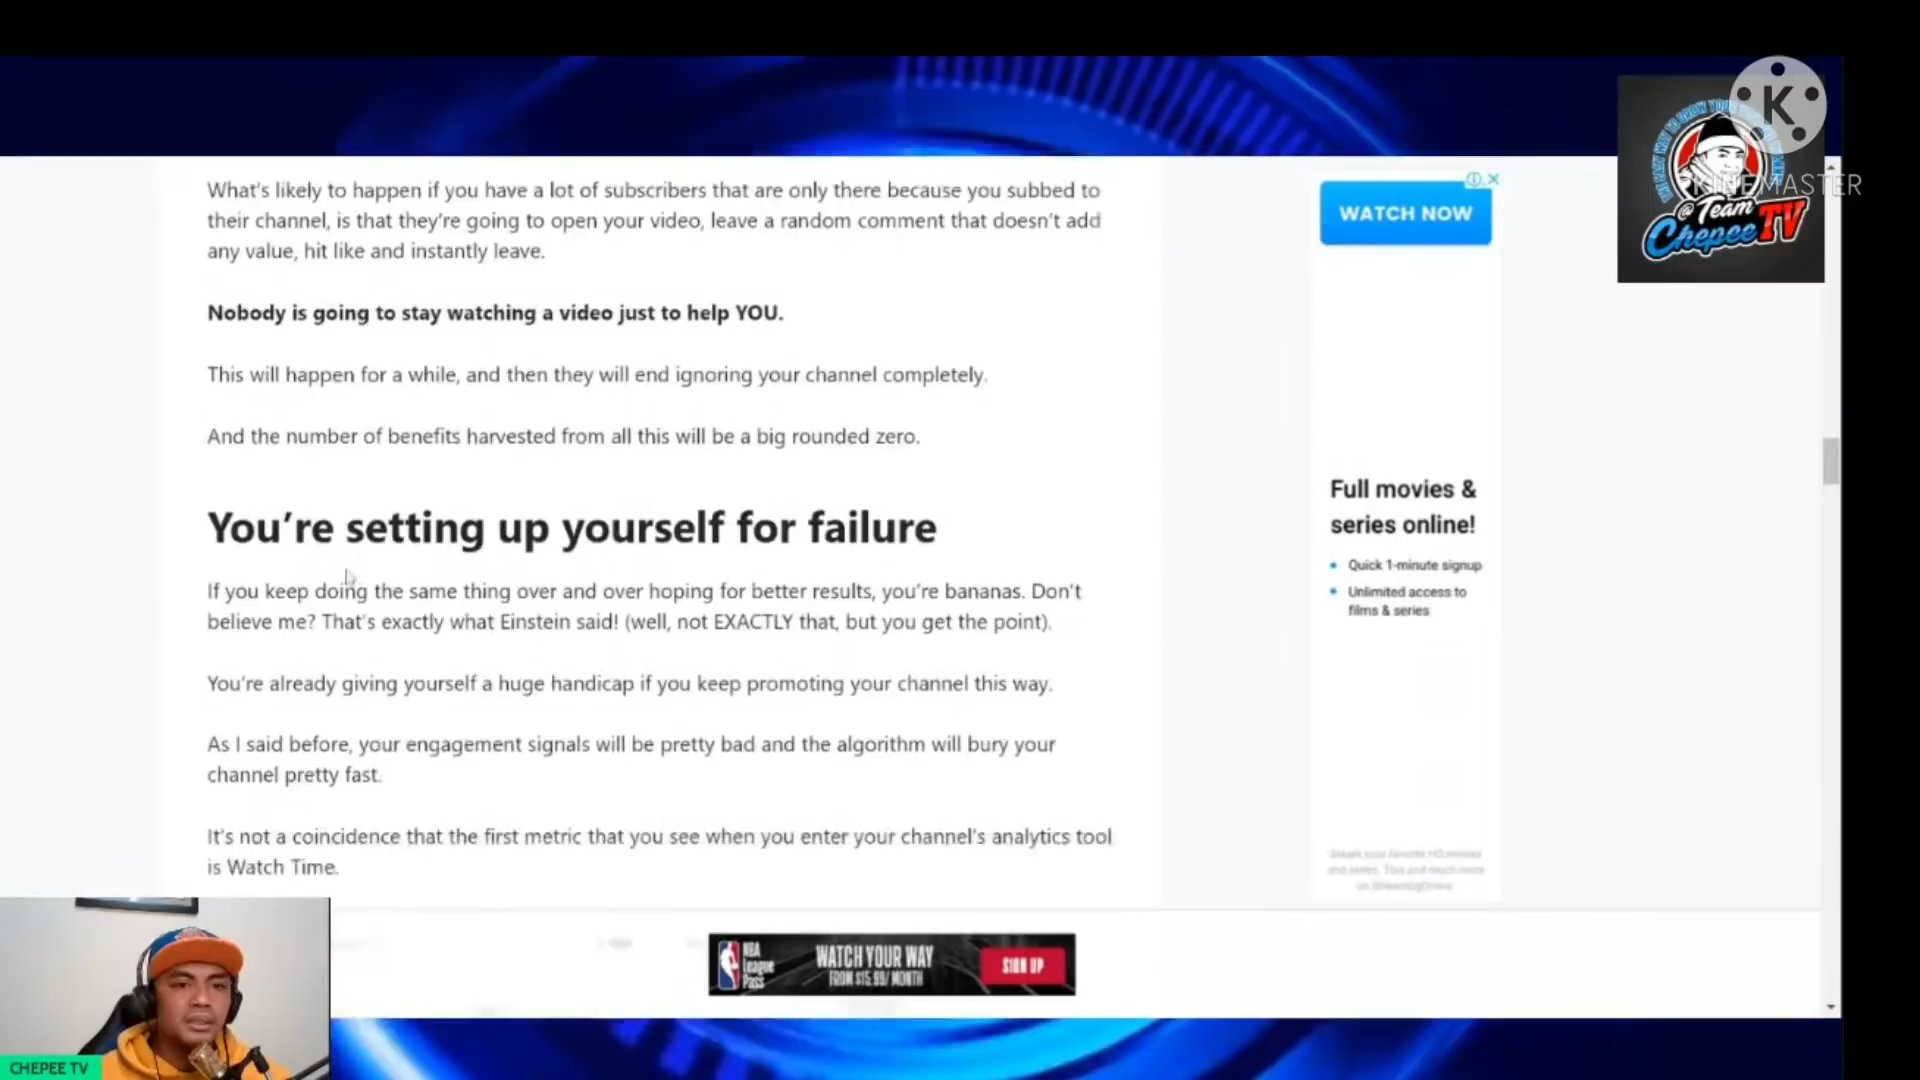 K
KINEMASTER
@ Team
Chepee TV
What's likely to happen if you have a lot of subscribers that are only there because you subbed to
their channel, is that they're going to open your video, leave a random comment that doesn't add
any value, hit like and instantly leave.
Nobody is going to stay watching a video just to help YOU.
This will happen for a while, and then they will end ignoring your channel completely.
And the number of benefits harvested from all this will be a big rounded zero.
You're setting up yourself for failure
If you keep doing the same thing over and over hoping for better results, you're bananas. Don't
believe me? That's exactly what Einstein said! (well, not EXACTLY that, but you get the point).
You're already giving yourself a huge handicap if you keep promoting your channel this way.
As I said before, your engagement signals will be pretty bad and the algorithm will bury your
channel pretty fast.
It's not a coincidence that the first metric that you see when you enter your channel's analytics tool
is Watch Time.
WATCH NOW
Full movies &
series online!
Quick 1-minute signup
Unlimited access to
films & series
NBA
League
Pass
WATCH YOUR WAY
FROM $15.99/ MONTH
SIGN UP
CHEPEE TV